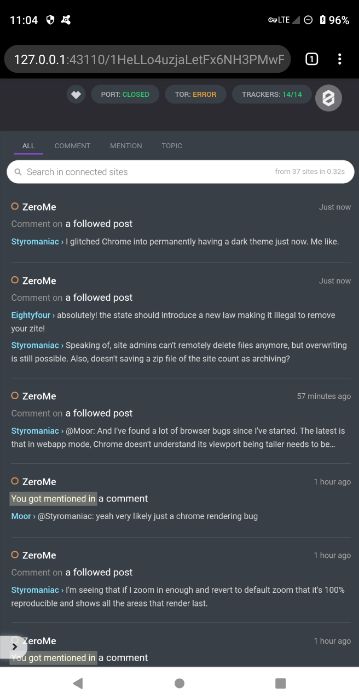 11:04 LTE 96%
127.0.0.1:43110/1HeLLo4uzjaLetFx6NH3PMwF 1
PORT: CLOSED TOR: ERROR TRACKERS: 14/14
ALL COMMENT MENTION TOPIC
Search in connected sites from 37 sites in 0.32s
ZeroMe Just now
Comment on a followed post
Styromaniac › I glitched Chrome into permanently having a dark theme just now. Me like.
ZeroMe Just now
Comment on a followed post
Eightyfour › absolutely! the state should introduce a new law making it illegal to remove
your zite!
Styromaniac › Speaking of, site admins can't remotely delete files anymore, but overwriting
is still possible. Also, doesn't saving a zip file of the site count as archiving?
ZeroMe 57 minutes ago
Comment on a followed post
Styromaniac › @Moor: And I've found a lot of browser bugs since I've started. The latest is
that in webapp mode, Chrome doesn't understand its viewport being taller needs to be...
ZeroMe 1 hour ago
You got mentioned in a comment
Moor › @Styromaniac: yeah very likely just a chrome rendering bug
ZeroMe 1 hour ago
Comment on a followed post
Styromaniac › I'm seeing that if I zoom in enough and revert to default zoom that it's 100%
reproducible and shows all the areas that render last.
ZeroMe 1 hour ago
You got mentioned in a comment